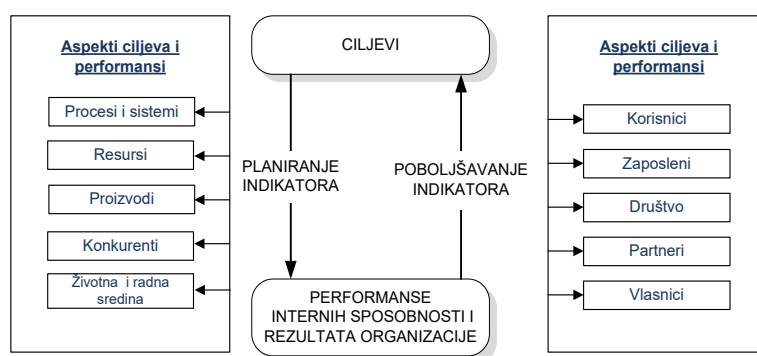 Aspekti ciljeva i
performansi
Procesi i sistemi
Resursi
Proizvodi
Konkurenti
Životna i radna
sredina
CILJEVI
PLANIRANJE
INDIKATORA
POBOLJŠAVANJE
INDIKATORA
PERFORMANSE
INTERNIH SPOSOBNOSTI I
REZULTATA ORGANIZACIJE
Aspekti ciljeva i
performansi
Korisnici
Zaposleni
Društvo
Partneri
Vlasnici